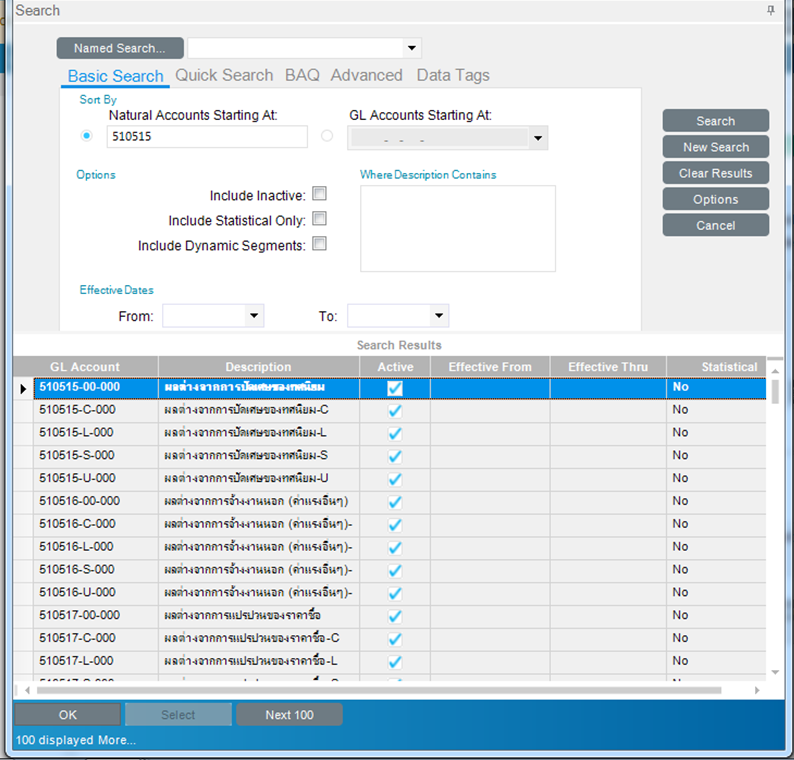 Search
Named Search...
Basic Search Quick Search BAQ Advanced Data Tags
Sort By
Natural Accounts Starting At: GL Accounts Starting At:
510515 - - -
Search
New Search
Clear Results
Options
Cancel
Options Where Description Contains
Include Inactive:
Include Statistical Only:
Include Dynamic Segments:
Effective Dates
From: To:
Search Results
GL Account Description Active Effective From Effective Thru Statistical
510515-00-000 ผลต่างจากการปัดเศษของทศนิยม No
510515-C-000 ผลต่างจากการปัดเศษของทศนิยม-C No
510515-L-000 ผลต่างจากการปัดเศษของทศนิยม-L No
510515-S-000 ผลต่างจากการปัดเศษของทศนิยม-S No
510515-U-000 ผลต่างจากการปัดเศษของทศนิยม-U No
510516-00-000 ผลต่างจากการจ้างงานนอก (ค่าแรงอื่นๆ) No
510516-C-000 ผลต่างจากการจ้างงานนอก (ค่าแรงอื่นๆ)- No
510516-L-000 ผลต่างจากการจ้างงานนอก (ค่าแรงอื่นๆ)- No
510516-S-000 ผลต่างจากการจ้างงานนอก (ค่าแรงอื่นๆ)- No
510516-U-000 ผลต่างจากการจ้างงานนอก (ค่าแรงอื่นๆ)- No
510517-00-000 ผลต่างจากการแปรปวนของราคาซื้อ No
510517-C-000 ผลต่างจากการแปรปวนของราคาซื้อ-C No
510517-L-000 ผลต่างจากการแปรปวนของราคาซื้อ-L No
OK Select Next 100
100 displayed More...